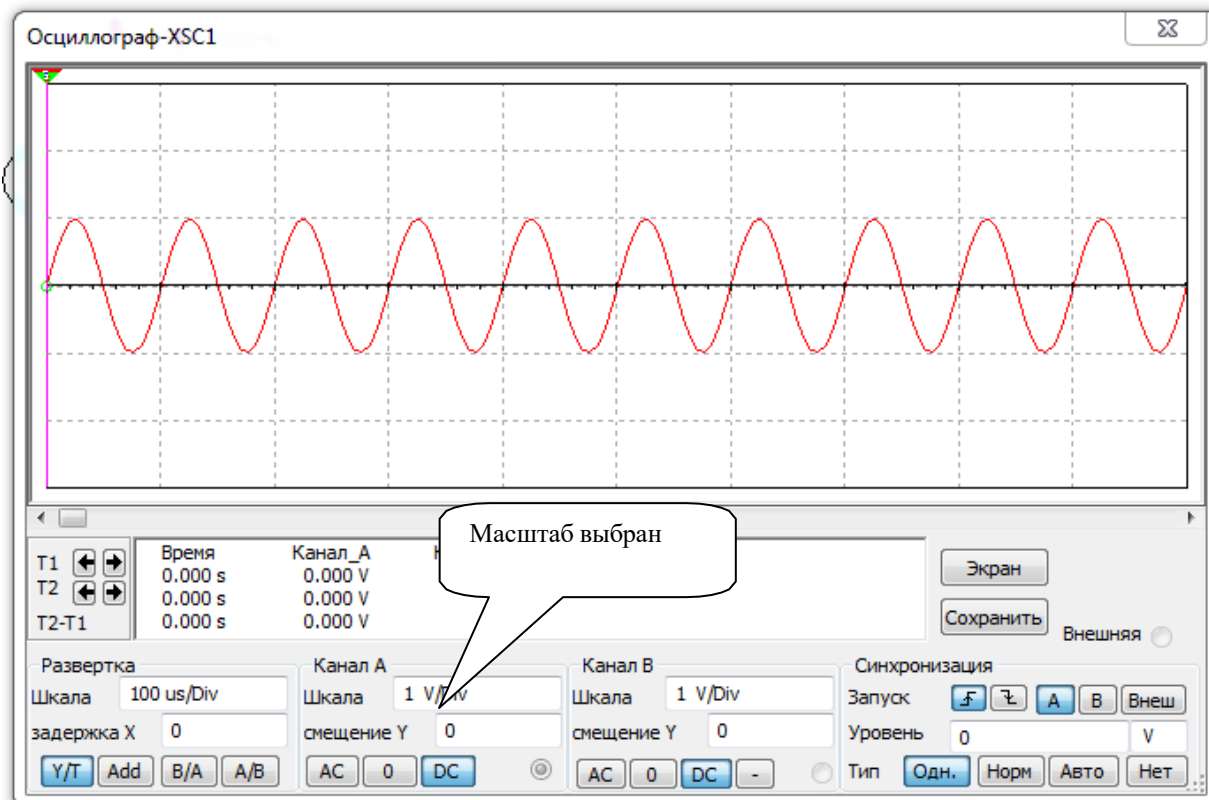 Осциллограф-XSC1
Масштаб выбран
T1
T2
T2-T1
Время Канал_A
0.000 s 0.000 V
0.000 s 0.000 V
0.000 s 0.000 V
Экран
Сохранить
Внешняя
Развертка
Шкала 100 us/Div
задержка X 0
Y/T Add B/A A/B
Канал A
Шкала 1 V/Div
смещение Y 0
AC 0 DC
Канал B
Шкала 1 V/Div
смещение Y 0
AC 0 DC -
Синхронизация
Запуск A B Внеш
Уровень 0 V
Тип Одн. Норм Авто Нет